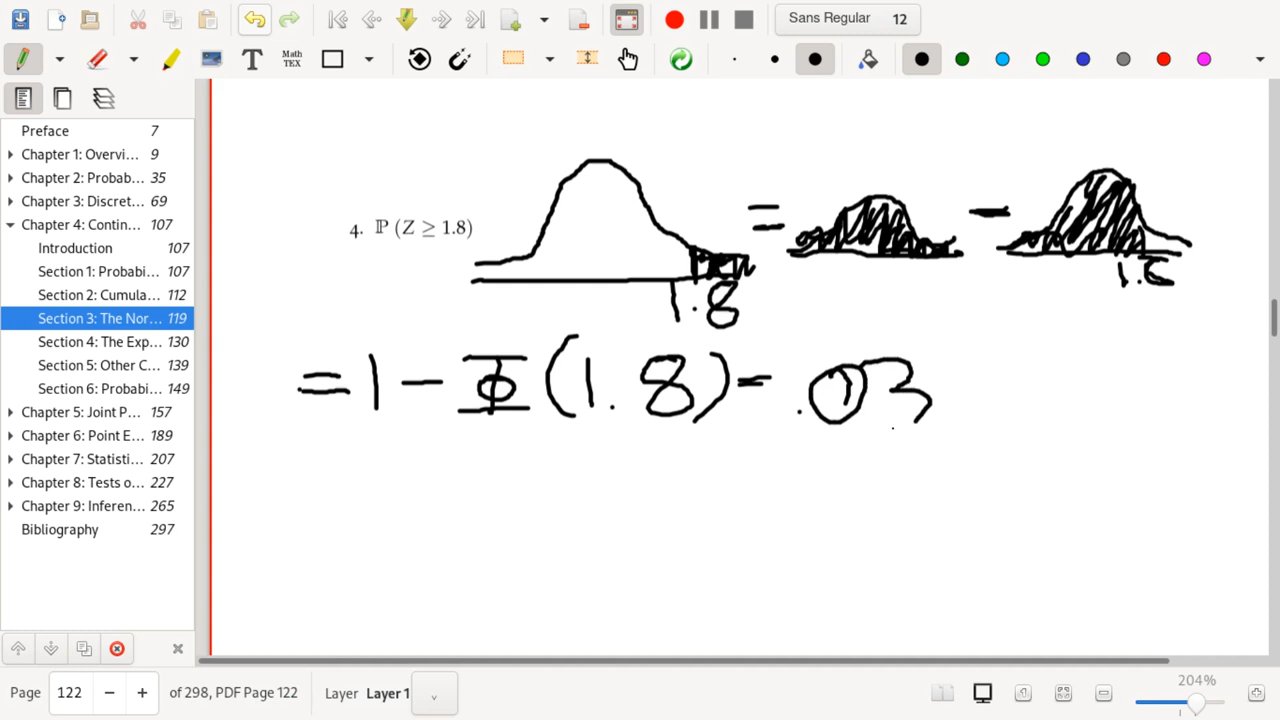 Sans Regular 12
T Math TEX
Preface 7
Chapter 1: Overvi... 9
Chapter 2: Probab... 35
Chapter 3: Discret... 69
Chapter 4: Contin... 107
Introduction 107
Section 1: Probabi... 107
Section 2: Cumula... 112
Section 3: The Nor... 119
Section 4: The Exp... 130
Section 5: Other C... 139
Section 6: Probabi... 149
Chapter 5: Joint P... 157
Chapter 6: Point E... 189
Chapter 7: Statisti... 207
Chapter 8: Tests o... 227
Chapter 9: Inferen... 265
Bibliography 297
4. ℙ (Z ≥ 1.8) = −
1.8
= 1 − Φ(1.8) = .03
Page 122 − + of 298, PDF Page 122 Layer Layer 1 204%